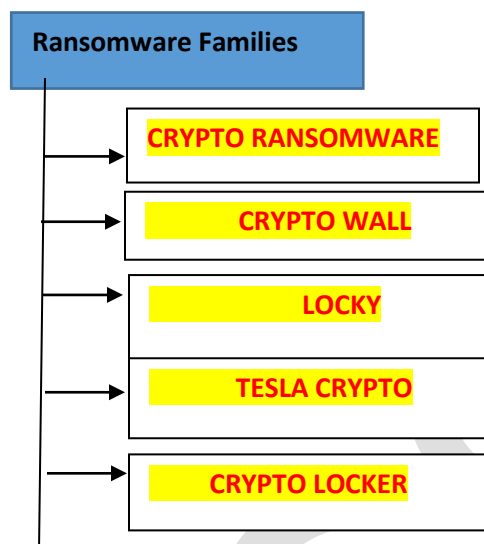 Ransomware Families
CRYPTO RANSOMWARE
CRYPTO WALL
LOCKY
TESLA CRYPTO
CRYPTO LOCKER